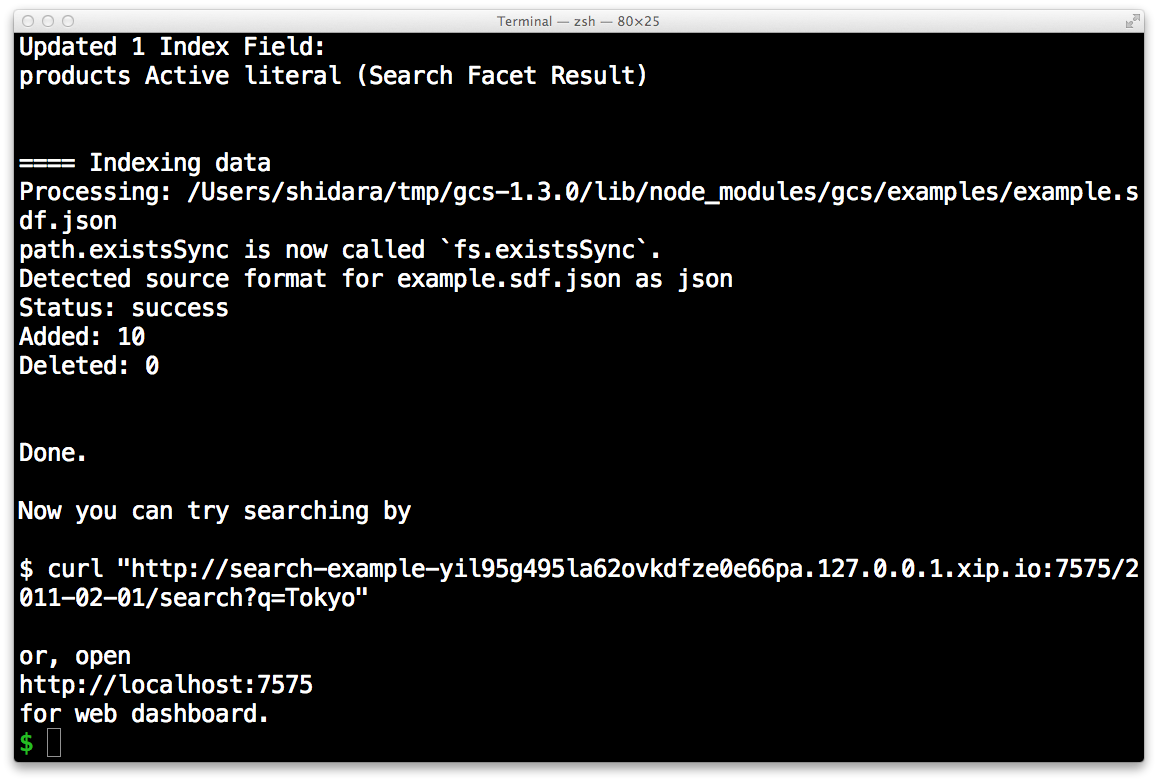 Terminal — zsh — 80×25
Updated 1 Index Field:
products Active literal (Search Facet Result)
==== Indexing data
Processing: /Users/shidara/tmp/gcs-1.3.0/lib/node_modules/gcs/examples/example.s
df.json
path.existsSync is now called `fs.existsSync`.
Detected source format for example.sdf.json as json
Status: success
Added: 10
Deleted: 0
Done.
Now you can try searching by
$ curl "http://search-example-yil95g495la62ovkdfze0e66pa.127.0.0.1.xip.io:7575/2
011-02-01/search?q=Tokyo"
or, open
http://localhost:7575
for web dashboard.
$